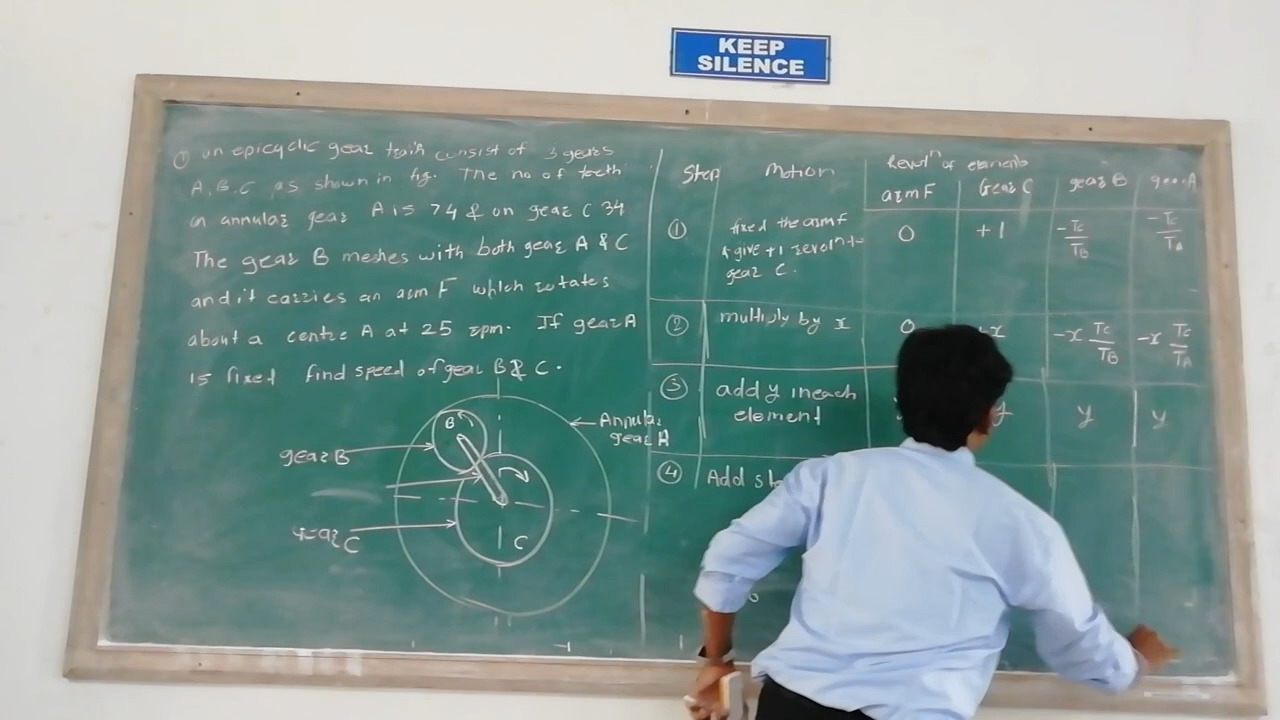 KEEP
SILENCE
① an epicyclic gear train consist of 3 gears
A, B, C as shown in fig. The no of teeth
on annular gear A is 74 & on gear C 34
The gear B meshes with both gear A & C
and it carries an arm F which rotates
about a centre A at 25 rpm. If gear A
is fixed find speed of gear B & C.
B
Annular
gear A
gear B
gear C
C
Step Motion Revolⁿ of elements
arm F Gear C gear B gear A
① fixed the arm F
& give +1 revolⁿ to
gear C.
0 +1 -Tc/TB -Tc/TA
② multiply by x 0 +x -x Tc/TB -x Tc/TA
③ add y in each
element
y y y
④ Add